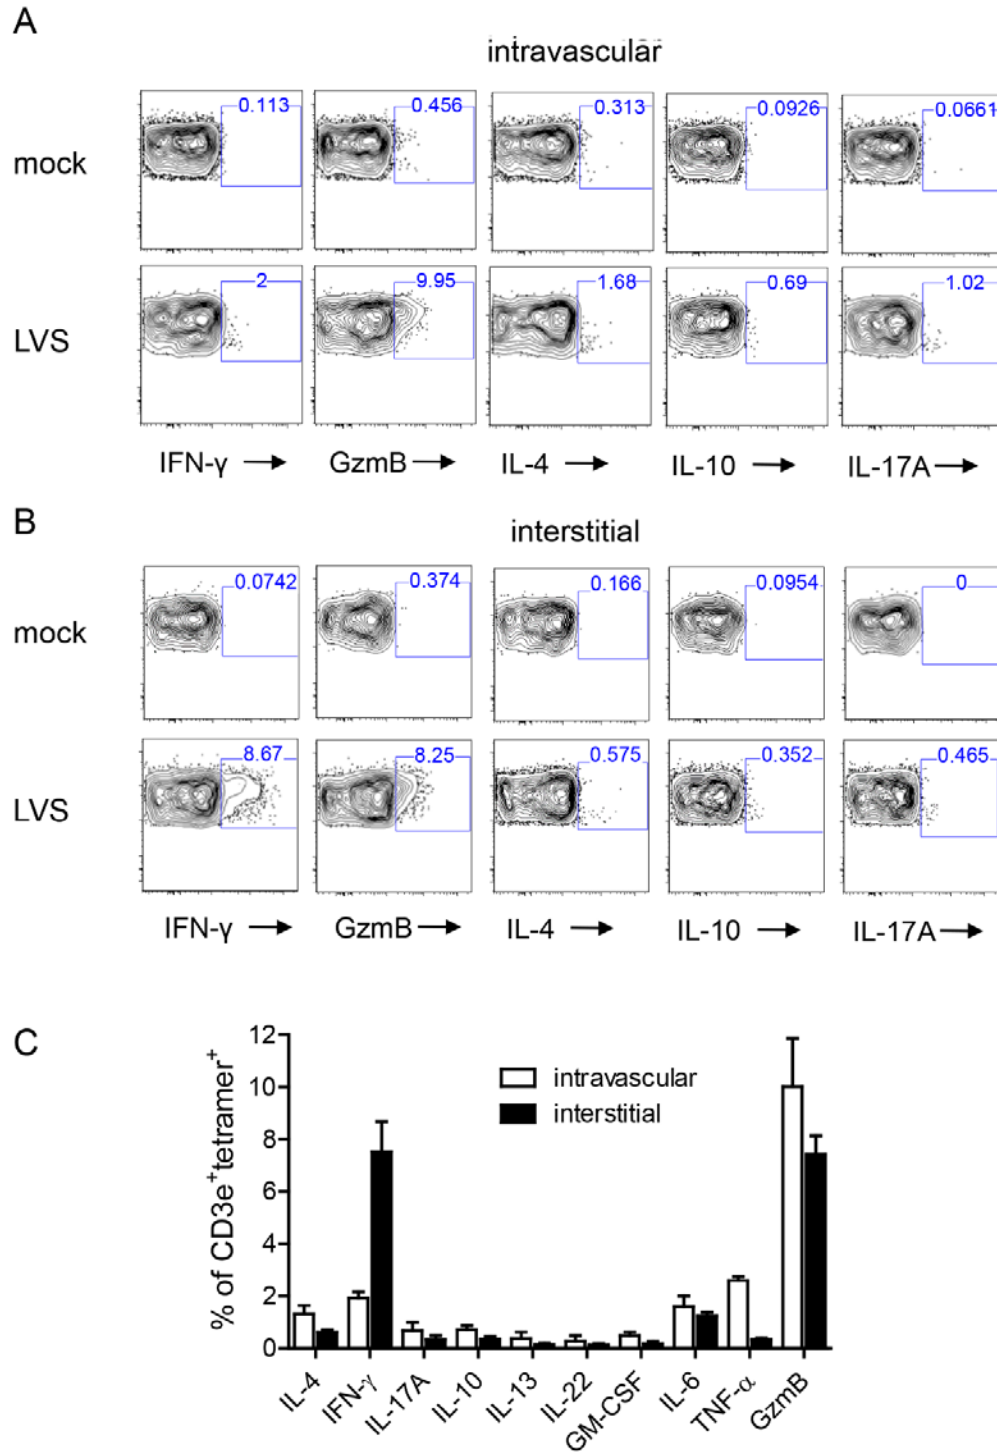 A
intravascular
mock
0.113 0.456 0.313 0.0926 0.0661
LVS
2 9.95 1.68 0.69 1.02
IFN-γ GzmB IL-4 IL-10 IL-17A
B
interstitial
mock
0.0742 0.374 0.166 0.0954 0
LVS
8.67 8.25 0.575 0.352 0.465
IFN-γ GzmB IL-4 IL-10 IL-17A
C
% of CD3e⁺tetramer⁺
12
10
8
6
4
2
0
intravascular
interstitial
IL-4 IFN-γ IL-17A IL-10 IL-13 IL-22 GM-CSF IL-6 TNF-α GzmB